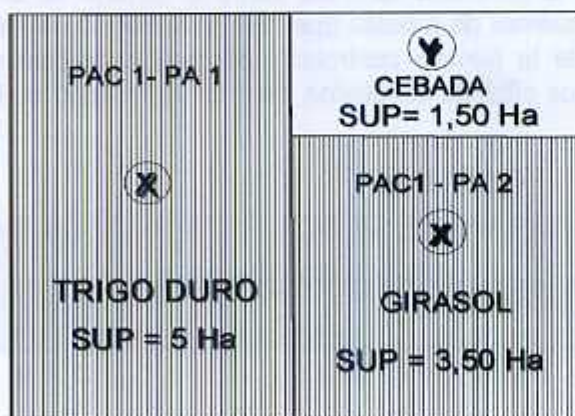 PAC 1- PA 1
X
TRIGO DURO
SUP = 5 Ha
Y
CEBADA
SUP= 1,50 Ha
PAC1 - PA 2
X
GIRASOL
SUP = 3,50 Ha